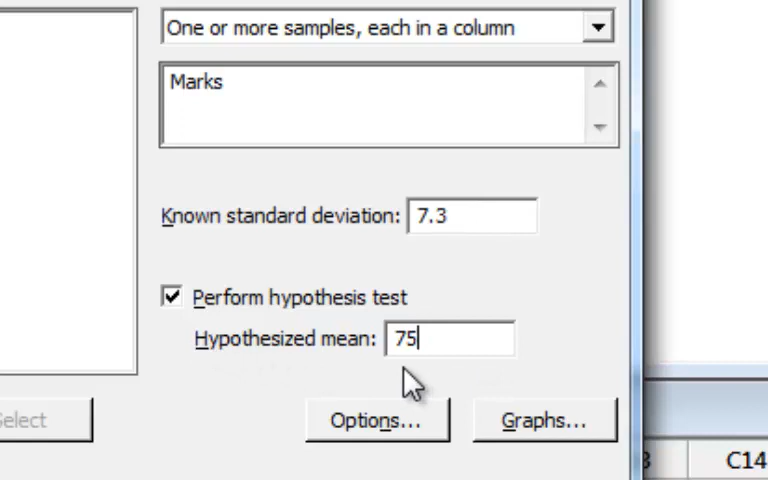 One or more samples, each in a column
Marks
Known standard deviation: 7.3
Perform hypothesis test
Hypothesized mean: 75
Select
Options...
Graphs...
3
C14